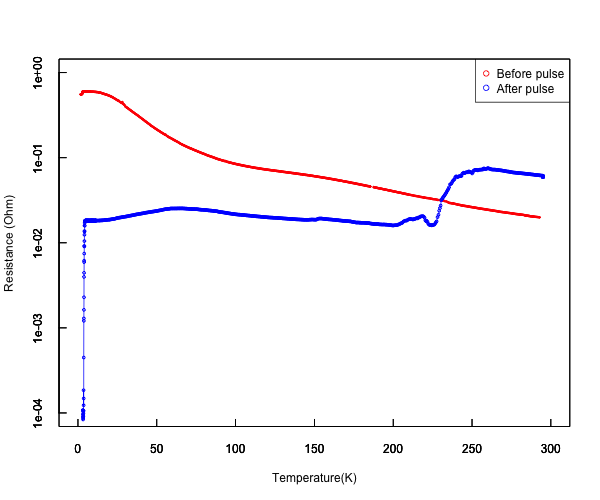 Before pulse
After pulse
1e+00
1e-01
1e-02
1e-03
1e-04
Resistance (Ohm)
0 50 100 150 200 250 300
Temperature(K)